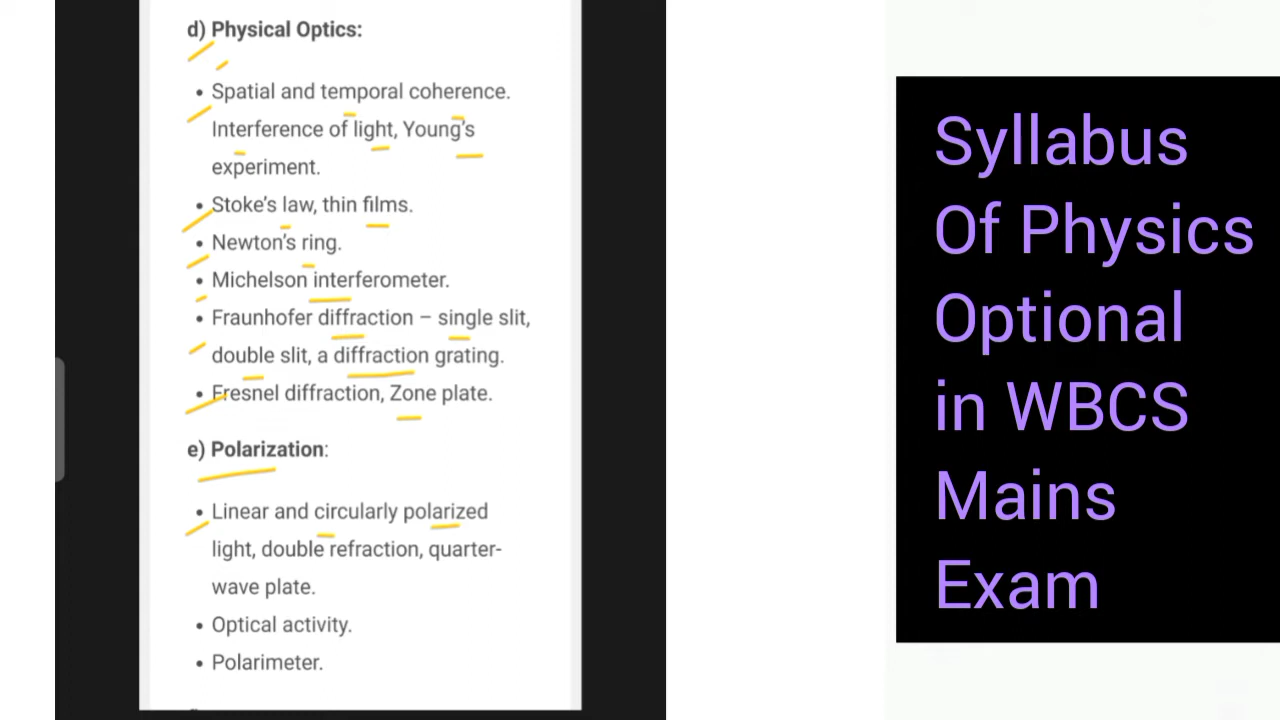 d) Physical Optics:
• Spatial and temporal coherence.
Interference of light, Young's
experiment.
• Stoke's law, thin films.
• Newton's ring.
• Michelson interferometer.
• Fraunhofer diffraction – single slit,
double slit, a diffraction grating.
• Fresnel diffraction, Zone plate.
e) Polarization:
• Linear and circularly polarized
light, double refraction, quarter-
wave plate.
• Optical activity.
• Polarimeter.
Syllabus
Of Physics
Optional
in WBCS
Mains
Exam